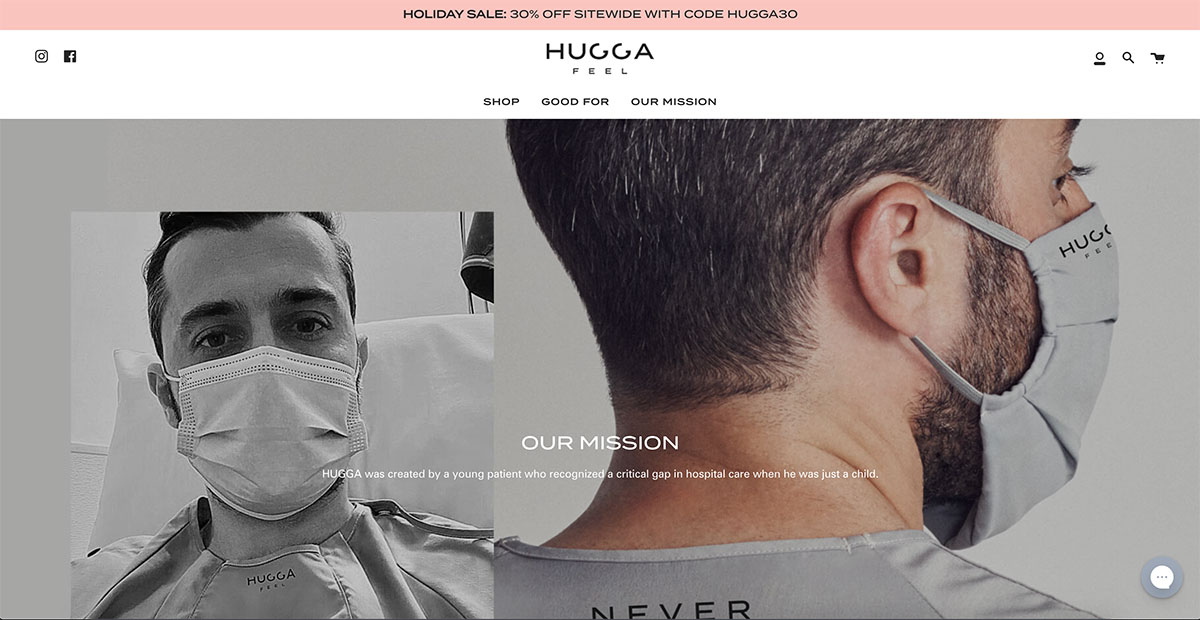 HOLIDAY SALE: 30% OFF SITEWIDE WITH CODE HUGGA30
HUGGA
FEEL
SHOP GOOD FOR OUR MISSION
HUGG
FEE
OUR MISSION
HUGGA was created by a young patient who recognized a critical gap in hospital care when he was just a child.
HUGGA
FEEL
NEVER